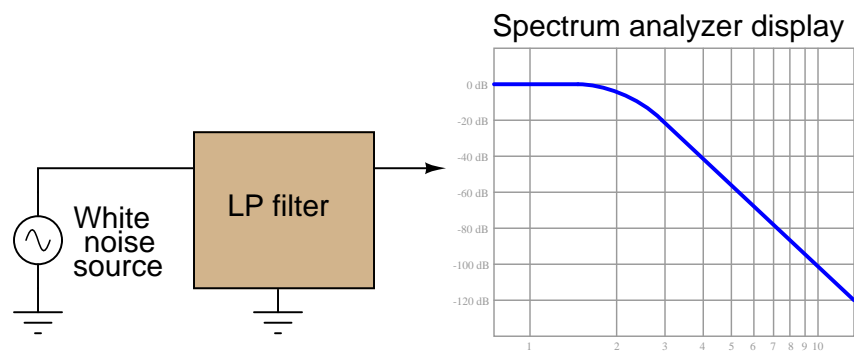 Spectrum analyzer display
0 dB
-20 dB
-40 dB
-60 dB
-80 dB
-100 dB
-120 dB
1 2 3 4 5 6 7 8 9 10
LP filter
White
noise
source